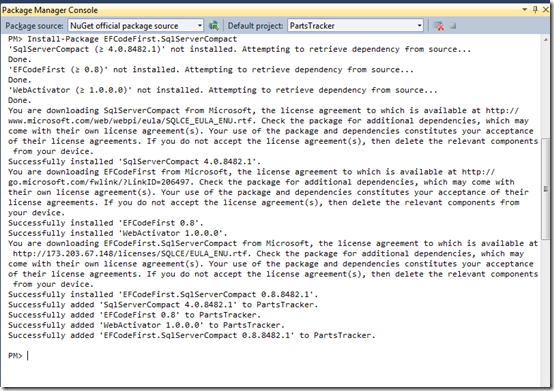 Package Manager Console
Package source: NuGet official package source Default project: PartsTracker
PM> Install-Package EFCodeFirst.SqlServerCompact
'SqlServerCompact (≥ 4.0.8482.1)' not installed. Attempting to retrieve dependency from source...
Done.
'EFCodeFirst (≥ 0.8)' not installed. Attempting to retrieve dependency from source...
Done.
'WebActivator (≥ 1.0.0.0)' not installed. Attempting to retrieve dependency from source...
Done.
You are downloading SqlServerCompact from Microsoft, the license agreement to which is available at http://
www.microsoft.com/web/webpi/eula/SQLCE_EULA_ENU.rtf. Check the package for additional dependencies, which may
come with their own license agreement(s). Your use of the package and dependencies constitutes your acceptance
of their license agreements. If you do not accept the license agreement(s), then delete the relevant components
from your device.
Successfully installed 'SqlServerCompact 4.0.8482.1'.
You are downloading EFCodeFirst from Microsoft, the license agreement to which is available at http://
go.microsoft.com/fwlink/?LinkID=206497. Check the package for additional dependencies, which may come with
their own license agreement(s). Your use of the package and dependencies constitutes your acceptance of their
license agreements. If you do not accept the license agreement(s), then delete the relevant components from
your device.
Successfully installed 'EFCodeFirst 0.8'.
Successfully installed 'WebActivator 1.0.0.0'.
You are downloading EFCodeFirst.SqlServerCompact from Microsoft, the license agreement to which is available at
http://173.203.67.148/licenses/SQLCE/EULA_ENU.rtf. Check the package for additional dependencies, which may
come with their own license agreement(s). Your use of the package and dependencies constitutes your acceptance
of their license agreements. If you do not accept the license agreement(s), then delete the relevant components
from your device.
Successfully installed 'EFCodeFirst.SqlServerCompact 0.8.8482.1'.
Successfully added 'SqlServerCompact 4.0.8482.1' to PartsTracker.
Successfully added 'EFCodeFirst 0.8' to PartsTracker.
Successfully added 'WebActivator 1.0.0.0' to PartsTracker.
Successfully added 'EFCodeFirst.SqlServerCompact 0.8.8482.1' to PartsTracker.
PM>